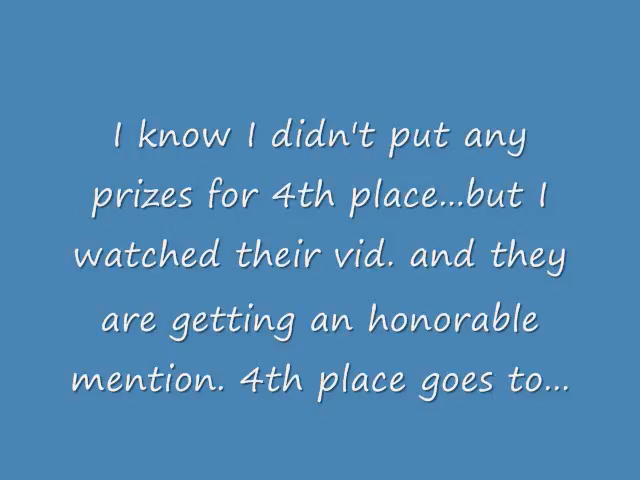 I know I didn't put any
prizes for 4th place...but I
watched their vid. and they
are getting an honorable
mention. 4th place goes to...